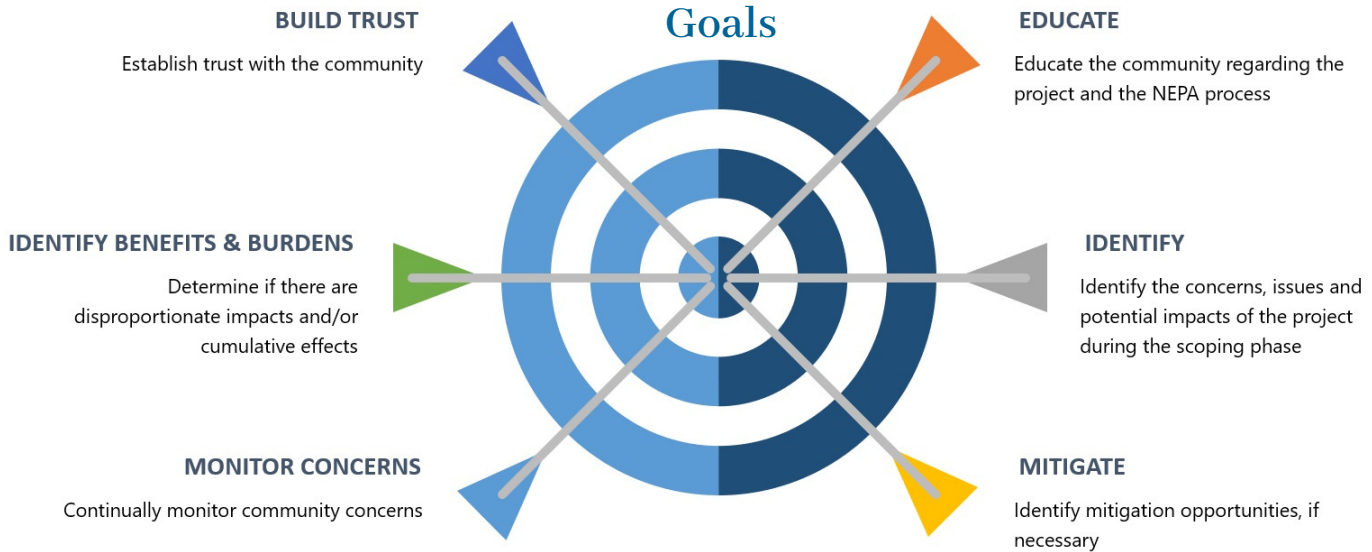 Goals
BUILD TRUST
Establish trust with the community
EDUCATE
Educate the community regarding the
project and the NEPA process
IDENTIFY BENEFITS & BURDENS
Determine if there are
disproportionate impacts and/or
cumulative effects
IDENTIFY
Identify the concerns, issues and
potential impacts of the project
during the scoping phase
MONITOR CONCERNS
Continually monitor community concerns
MITIGATE
Identify mitigation opportunities, if
necessary